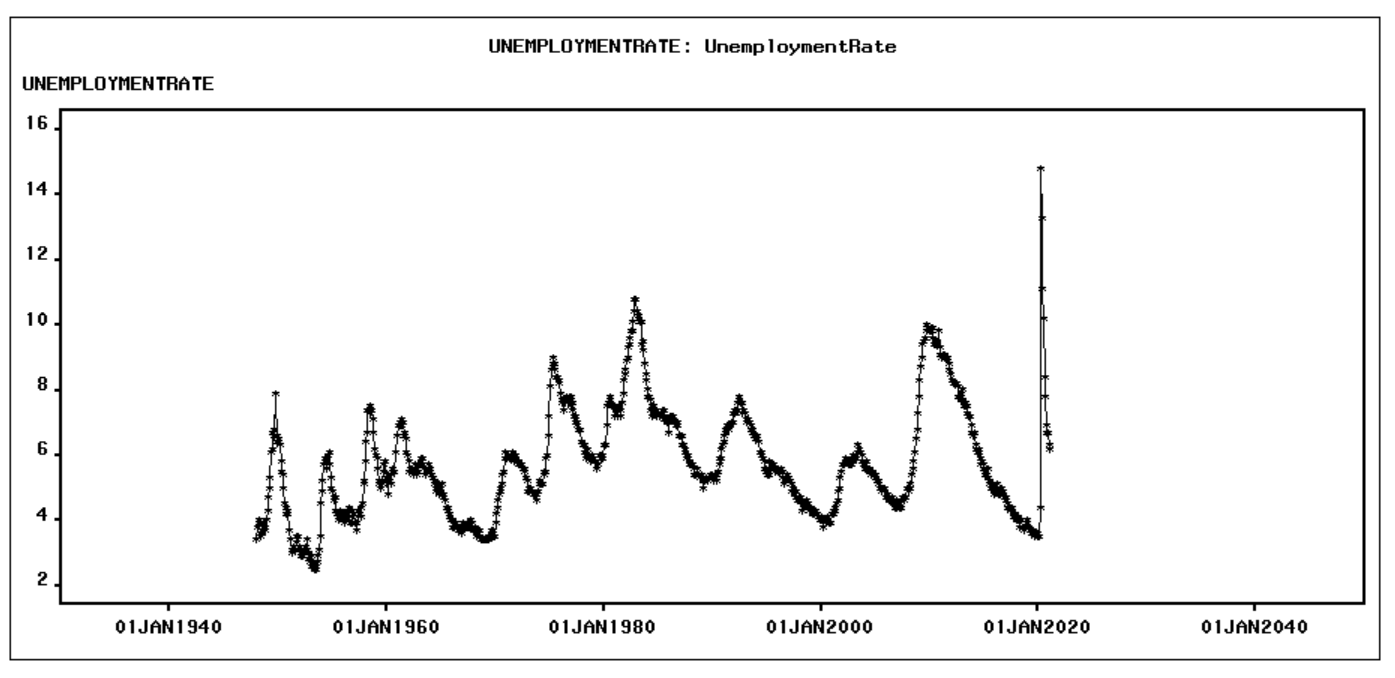 UNEMPLOYMENTRATE: UnemploymentRate
UNEMPLOYMENTRATE
16
14
12
10
8
6
4
2
01JAN1940 01JAN1960 01JAN1980 01JAN2000 01JAN2020 01JAN2040